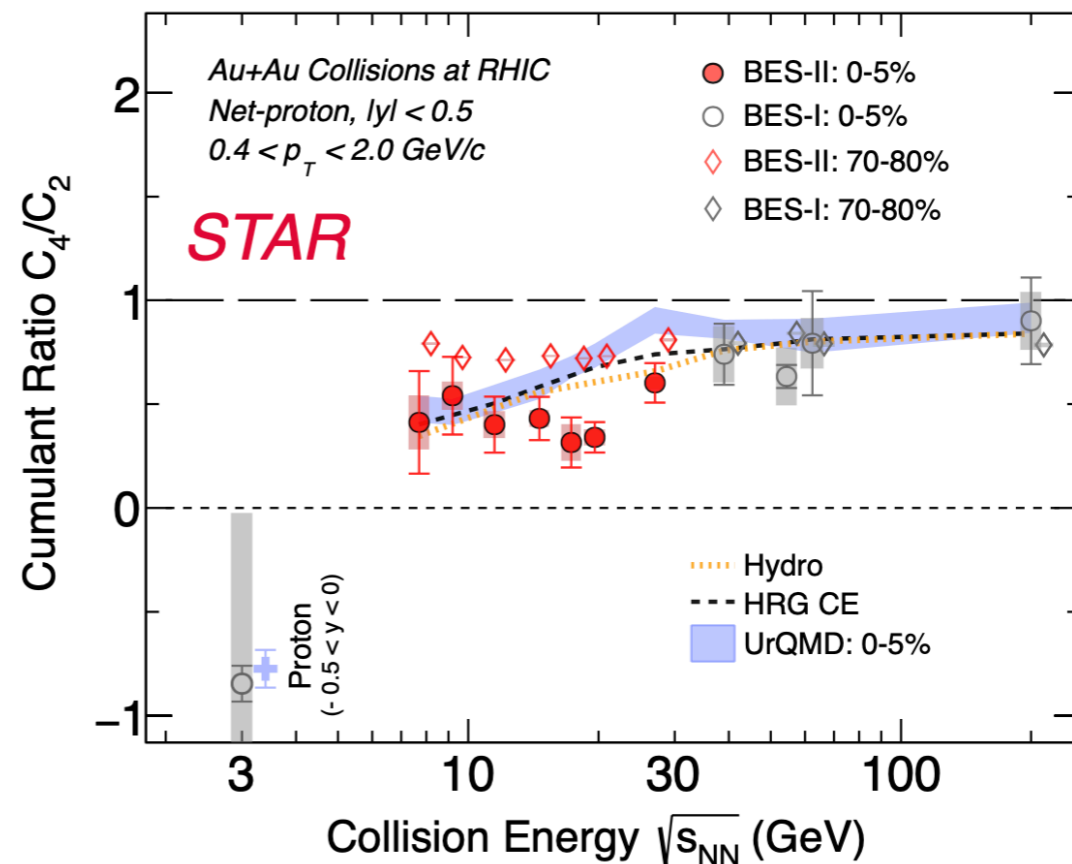 Au+Au Collisions at RHIC
Net-proton, |y| < 0.5
0.4 < p_T < 2.0 GeV/c
STAR
BES-II: 0-5%
BES-I: 0-5%
BES-II: 70-80%
BES-I: 70-80%
Cumulant Ratio C₄/C₂
2
1
0
−1
Proton
(- 0.5 < y < 0)
Hydro
HRG CE
UrQMD: 0-5%
3 10 30 100
Collision Energy √s_NN (GeV)